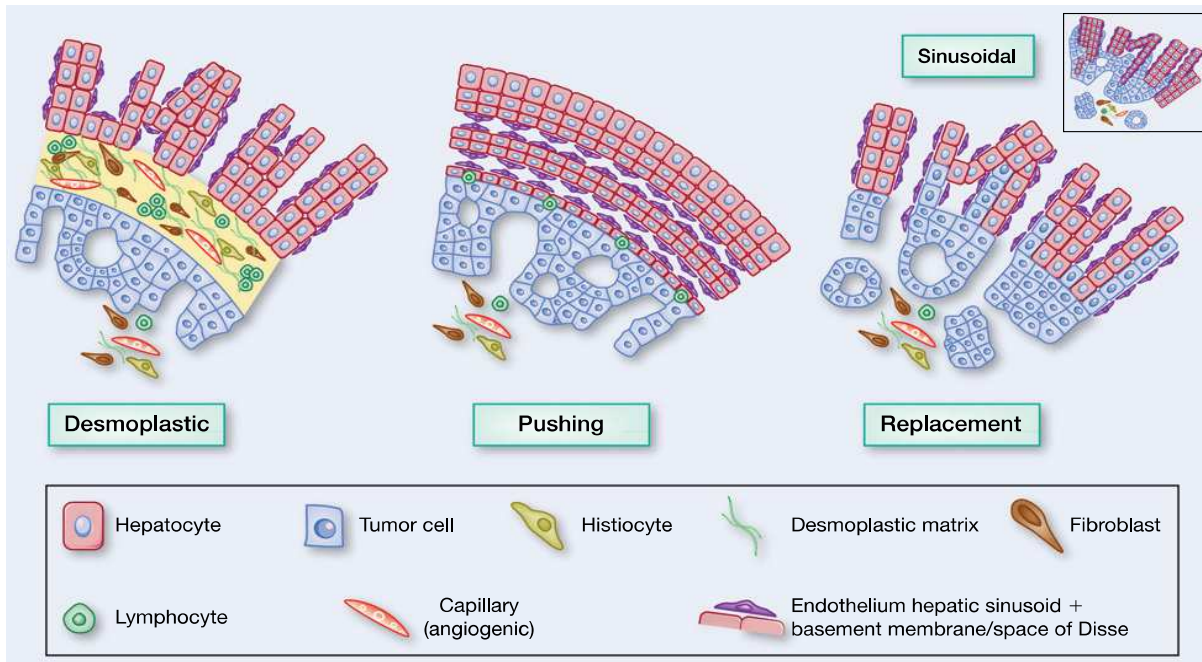 Sinusoidal
Desmoplastic
Pushing
Replacement
Hepatocyte
Tumor cell
Histiocyte
Desmoplastic matrix
Fibroblast
Lymphocyte
Capillary
(angiogenic)
Endothelium hepatic sinusoid +
basement membrane/space of Disse